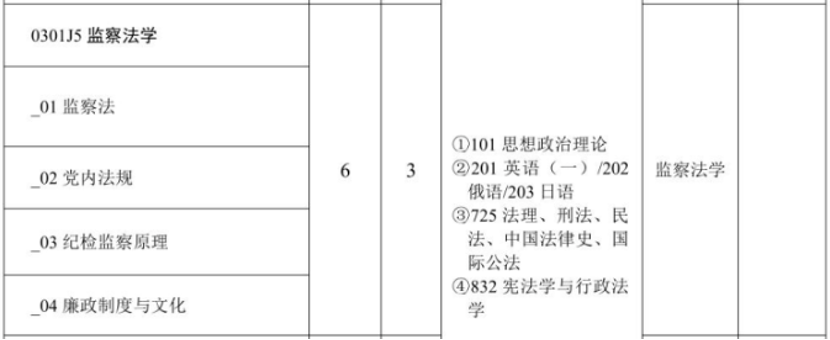 0301J5 监察法学
_01 监察法
_02 党内法规
_03 纪检监察原理
_04 廉政制度与文化
6
3
①101 思想政治理论
②201 英语（一）/202
俄语/203 日语
③725 法理、刑法、民
法、中国法律史、国
际公法
④832 宪法学与行政法
学
监察法学